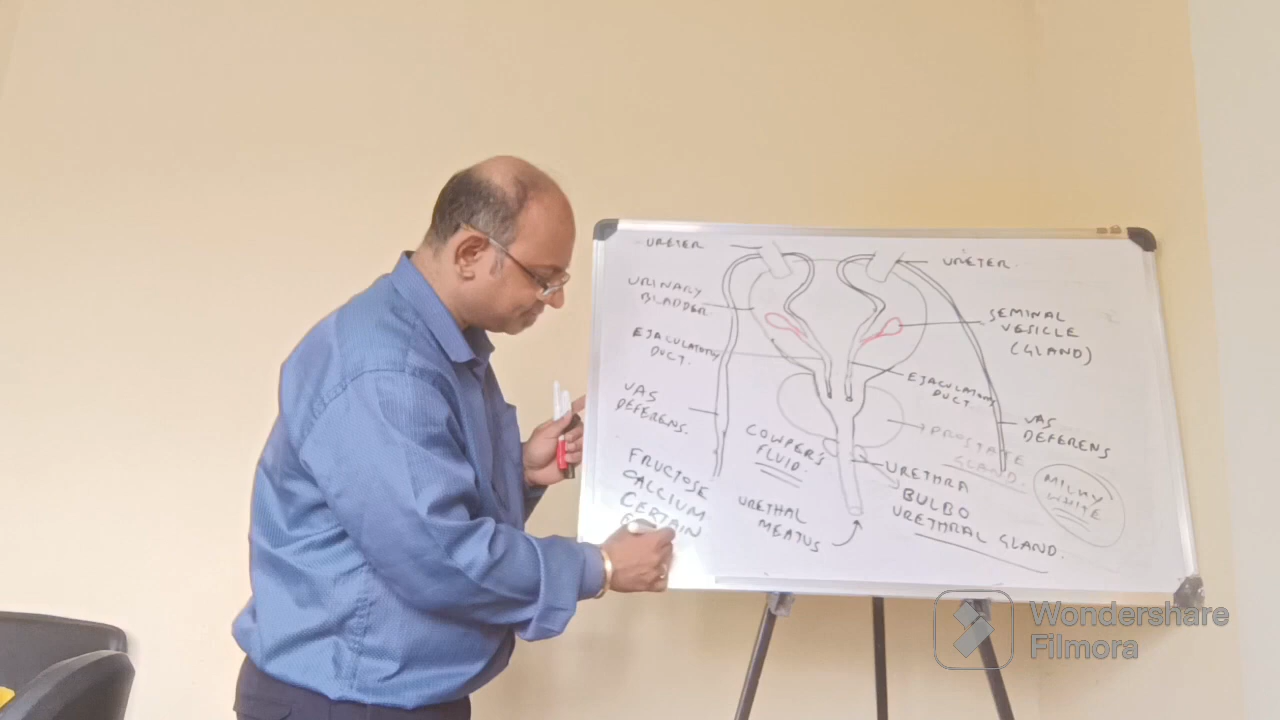 URETER
URETER.
URINARY
BLADDER.
SEMINAL
VESICLE
(GLAND)
EJACULATORY
DUCT.
EJACULATORY
DUCT.
VAS
DEFERENS.
VAS
DEFERENS
PROSTATE
GLAND.
COWPER'S
FLUID.
MILKY
WHITE
FRUCTOSE
CALCIUM
CERTAIN
URETHRA
BULBO
URETHRAL GLAND.
URETHAL
MEATUS
Wondershare
Filmora